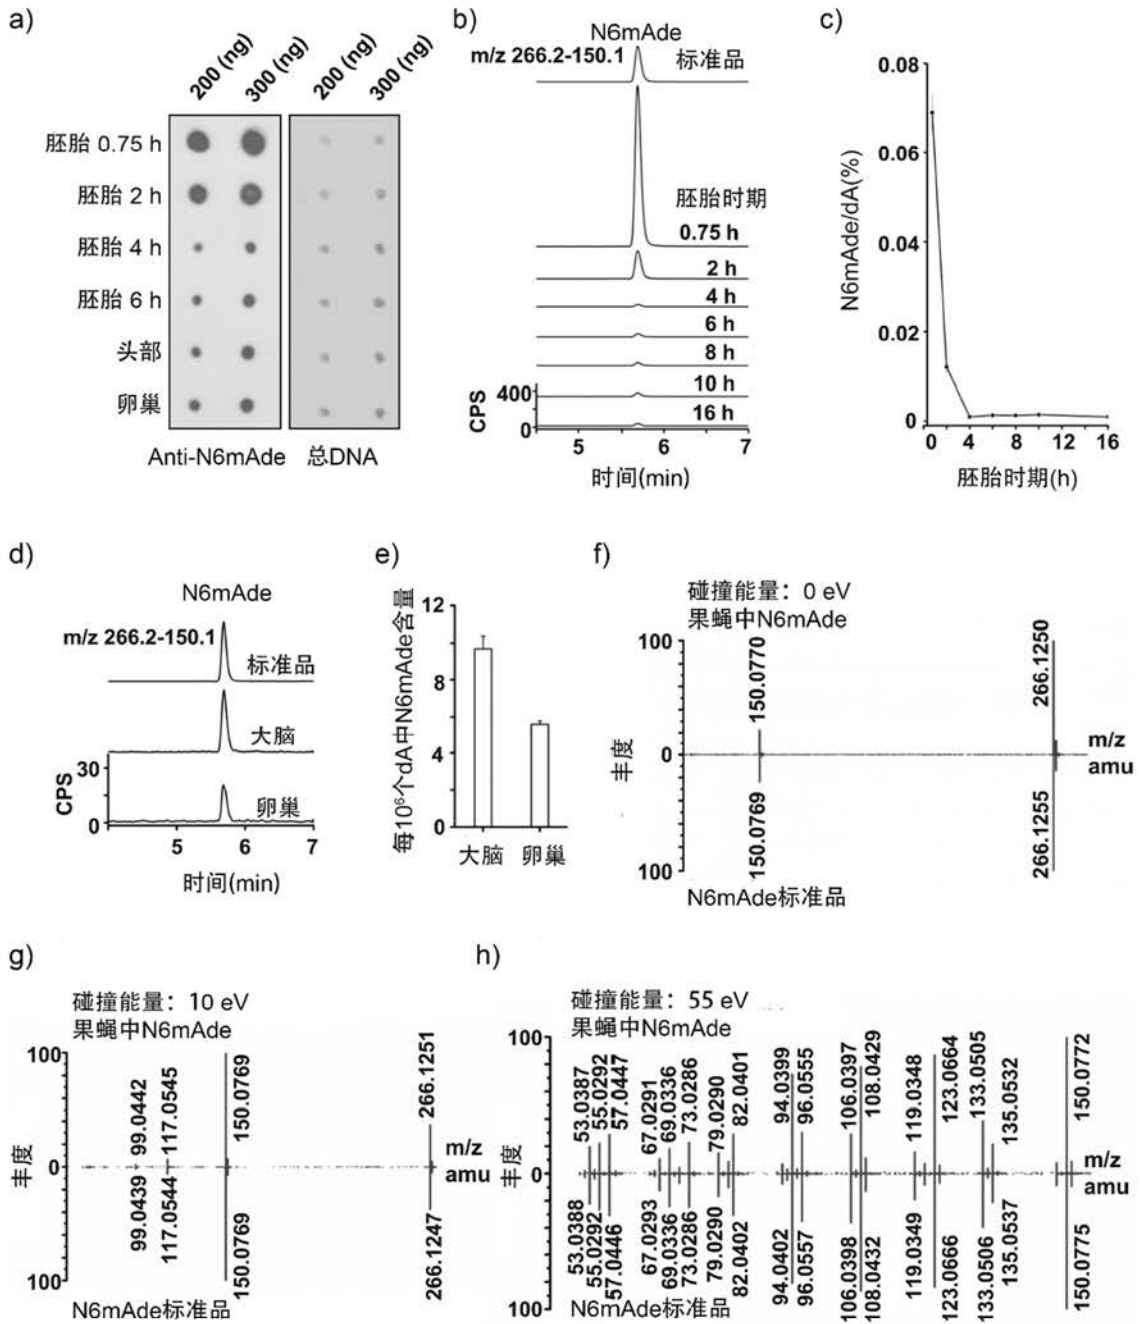 a)
200 (ng)
300 (ng)
200 (ng)
300 (ng)
胚胎 0.75 h
胚胎 2 h
胚胎 4 h
胚胎 6 h
头部
卵巢
Anti-N6mAde
总DNA
b)
N6mAde
m/z 266.2-150.1
标准品
胚胎时期
0.75 h
2 h
4 h
6 h
8 h
10 h
16 h
400
0
CPS
5
6
7
时间(min)
c)
0.08
0.06
0.04
0.02
0
N6mAde/dA(%)
0
4
8
12
16
胚胎时期(h)
d)
N6mAde
m/z 266.2-150.1
标准品
大脑
卵巢
30
0
CPS
5
6
7
时间(min)
e)
每10⁶个dA中N6mAde含量
12
8
4
0
大脑
卵巢
f)
碰撞能量：0 eV
果蝇中N6mAde
100
0
100
丰度
150.0770
266.1250
150.0769
266.1255
m/z
amu
N6mAde标准品
g)
碰撞能量：10 eV
果蝇中N6mAde
100
0
100
丰度
99.0442
117.0545
150.0769
266.1251
99.0439
117.0544
150.0769
266.1247
m/z
amu
N6mAde标准品
h)
碰撞能量：55 eV
果蝇中N6mAde
100
0
100
丰度
53.0387
55.0292
57.0447
67.0291
69.0336
73.0286
79.0290
82.0401
94.0399
96.0555
106.0397
108.0429
119.0348
123.0664
133.0505
135.0532
150.0772
53.0388
55.0292
57.0446
67.0293
69.0336
73.0286
79.0290
82.0402
94.0402
96.0557
106.0398
108.0432
119.0349
123.0666
133.0506
135.0537
150.0775
m/z
amu
N6mAde标准品